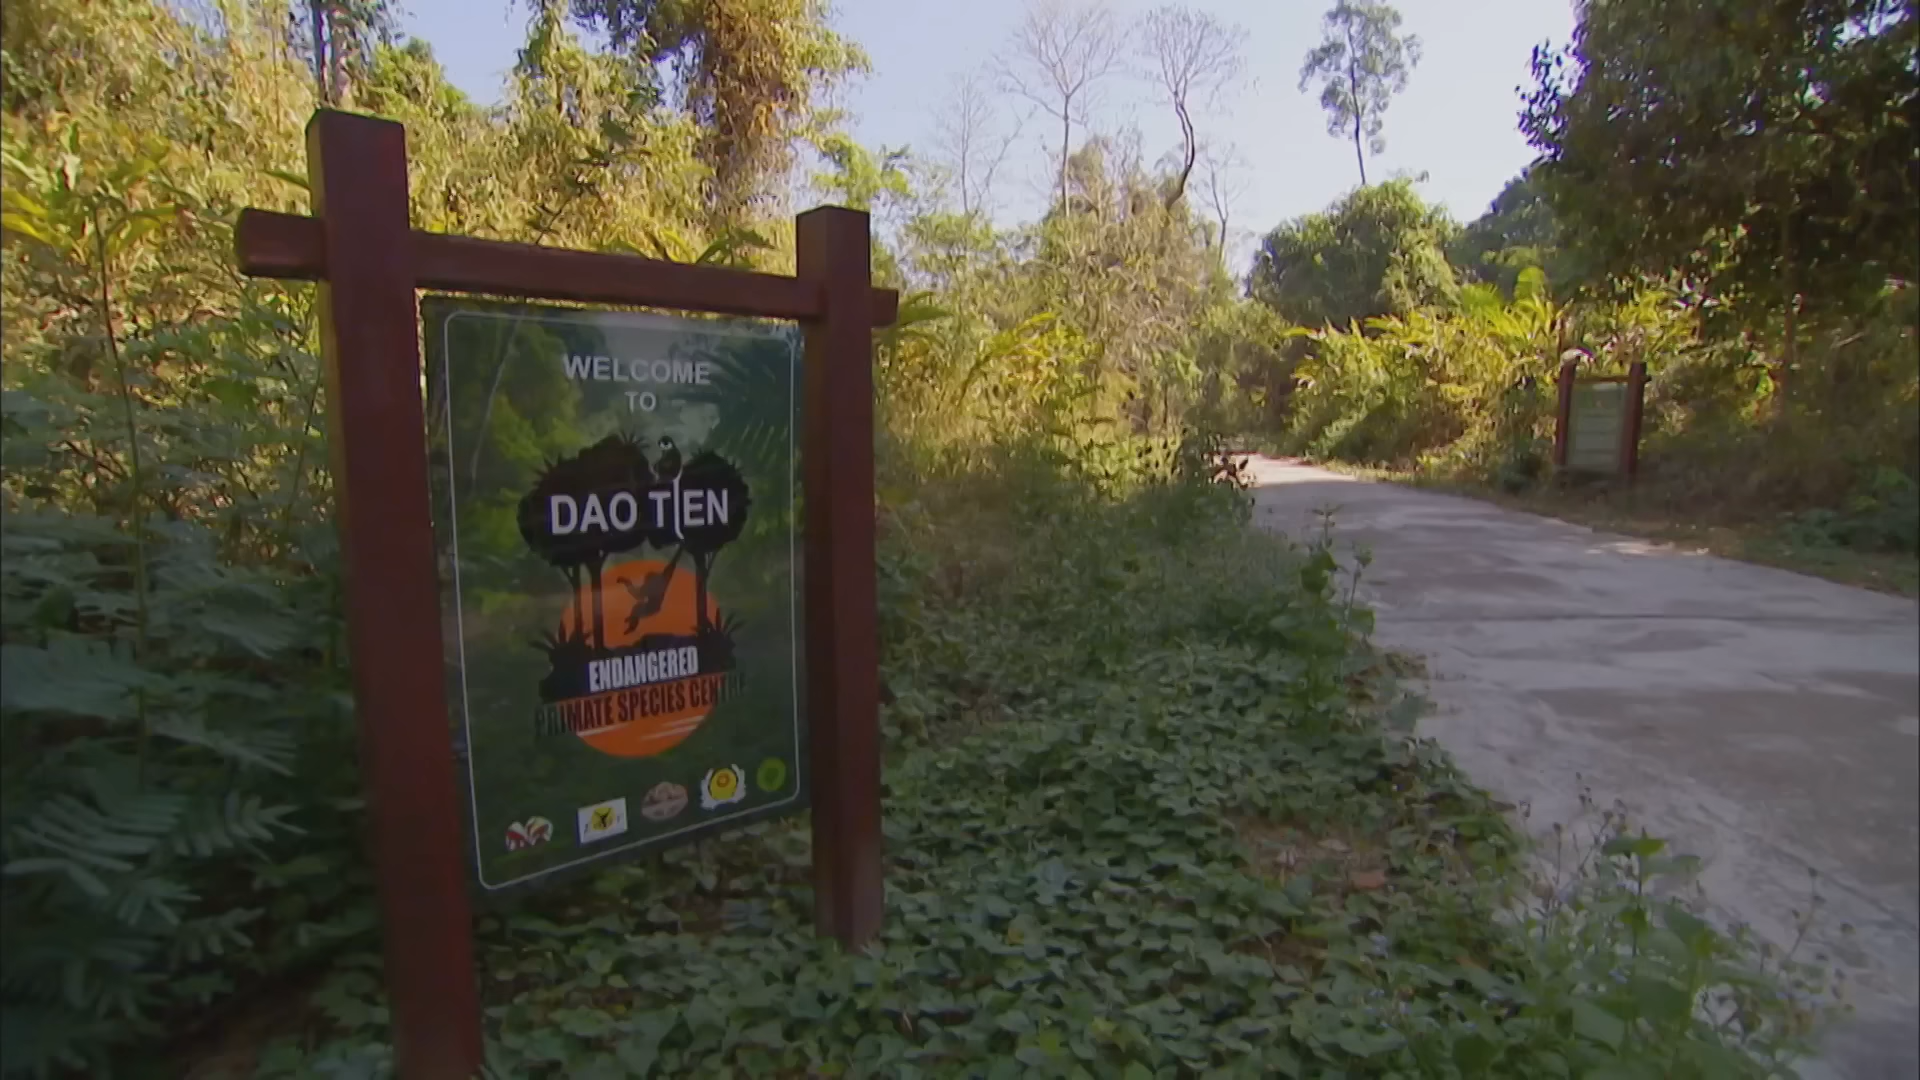 WELCOME
TO
DAO TIEN
ENDANGERED
PRIMATE SPECIES CENTRE